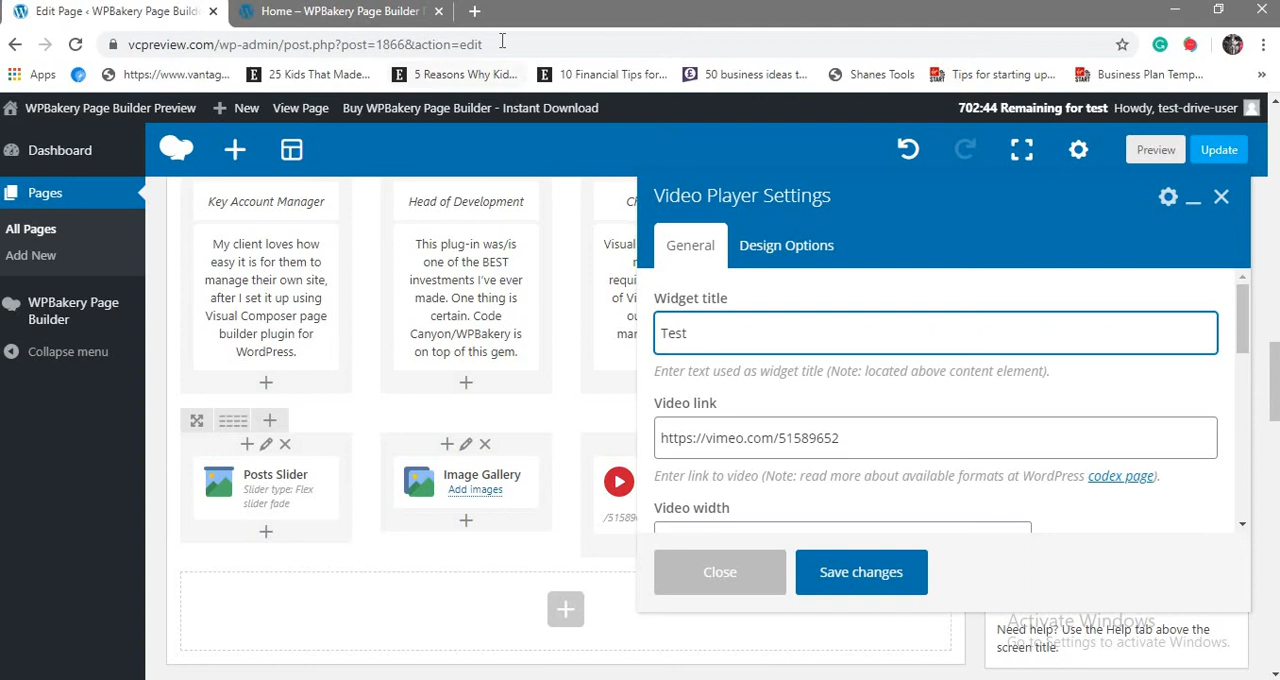 Edit Page ‹ WPBakery Page Build
Home – WPBakery Page Builder
vcpreview.com/wp-admin/post.php?post=1866&action=edit
Apps
https://www.vantag...
25 Kids That Made...
5 Reasons Why Kid...
10 Financial Tips for...
50 business ideas t...
Shanes Tools
Tips for starting up...
Business Plan Temp...
WPBakery Page Builder Preview
New
View Page
Buy WPBakery Page Builder - Instant Download
702:44 Remaining for test
Howdy, test-drive-user
Dashboard
Pages
All Pages
Add New
WPBakery Page
Builder
Collapse menu
Preview
Update
Key Account Manager
My client loves how
easy it is for them to
manage their own site,
after I set it up using
Visual Composer page
builder plugin for
WordPress.
Head of Development
This plug-in was/is
one of the BEST
investments I've ever
made. One thing is
certain. Code
Canyon/WPBakery is
on top of this gem.
Posts Slider
Slider type: Flex
slider fade
Image Gallery
Add images
/51589
Video Player Settings
General
Design Options
Widget title
Test
Enter text used as widget title (Note: located above content element).
Video link
https://vimeo.com/51589652
Enter link to video (Note: read more about available formats at WordPress codex page).
Video width
Close
Save changes
Activate Windows
Go to Settings to activate Windows.
Need help? Use the Help tab above the
screen title.